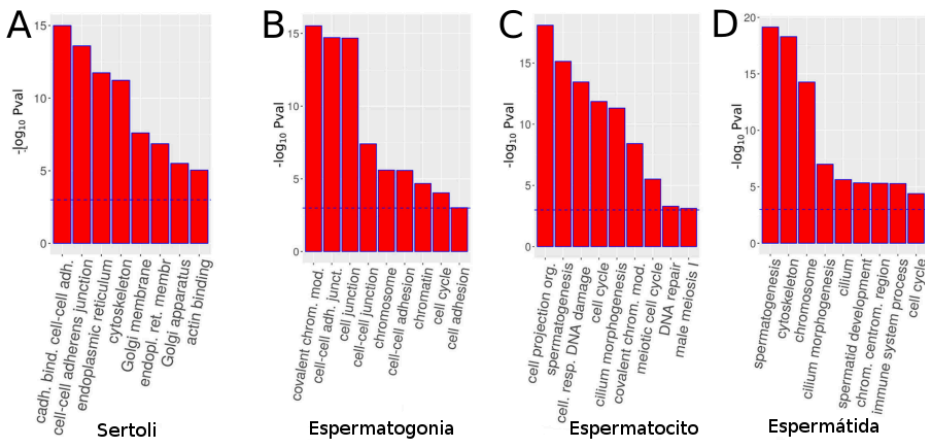 A
-log10 Pval
15
10
5
0
cadh. bind. cell-cell adh.
cell-cell adherens junction
endoplasmic reticulum
cytoskeleton
Golgi membrane
endopl. ret. membr.
Golgi apparatus
actin binding
Sertoli
B
-log10 Pval
15
10
5
0
covalent chrom. mod.
cell-cell adh. junct.
cell junction
cell-cell junction
chromosome
cell-cell adhesion
chromatin
cell cycle
cell adhesion
Espermatogonia
C
-log10 Pval
15
10
5
0
cell projection org.
spermatogenesis
cell. resp. DNA damage
cell cycle
cilium morphogenesis
covalent chrom. mod.
meiotic cell cycle
DNA repair
male meiosis I
Espermatocito
D
-log10 Pval
20
15
10
5
0
spermatogenesis
cytoskeleton
chromosome
cilium morphogenesis
cilium
spermatid development
chrom. centrom. region
immune system process
cell cycle
Espermátida